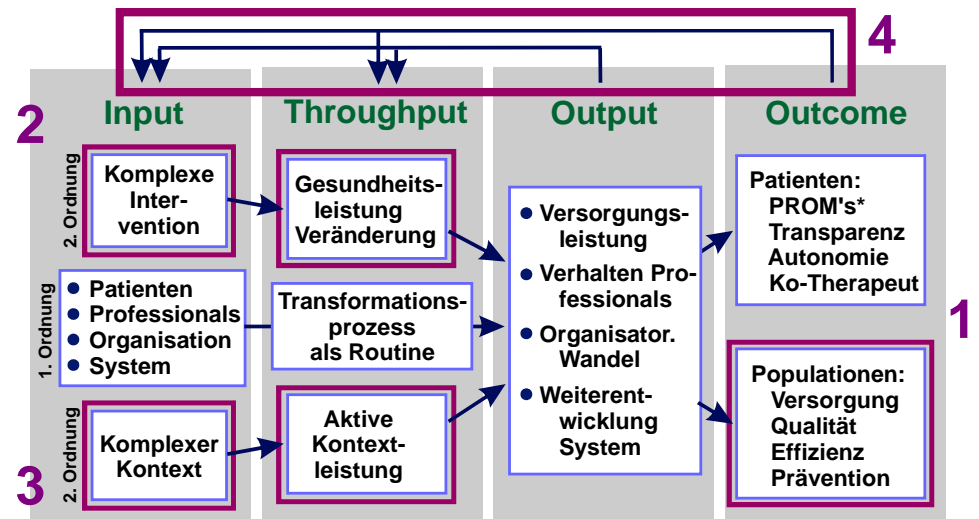 4
Input
Throughput
Output
Outcome
2
2. Ordnung
Komplexe
Inter-
vention
Gesundheits-
leistung
Veränderung
1. Ordnung
Patienten
Professionals
Organisation
System
Transformations-
prozess
als Routine
3
2. Ordnung
Komplexer
Kontext
Aktive
Kontext-
leistung
Versorgungs-
leistung
Verhalten Pro-
fessionals
Organisator.
Wandel
Weiterent-
wicklung
System
Patienten:
PROM's*
Transparenz
Autonomie
Ko-Therapeut
1
Populationen:
Versorgung
Qualität
Effizienz
Prävention